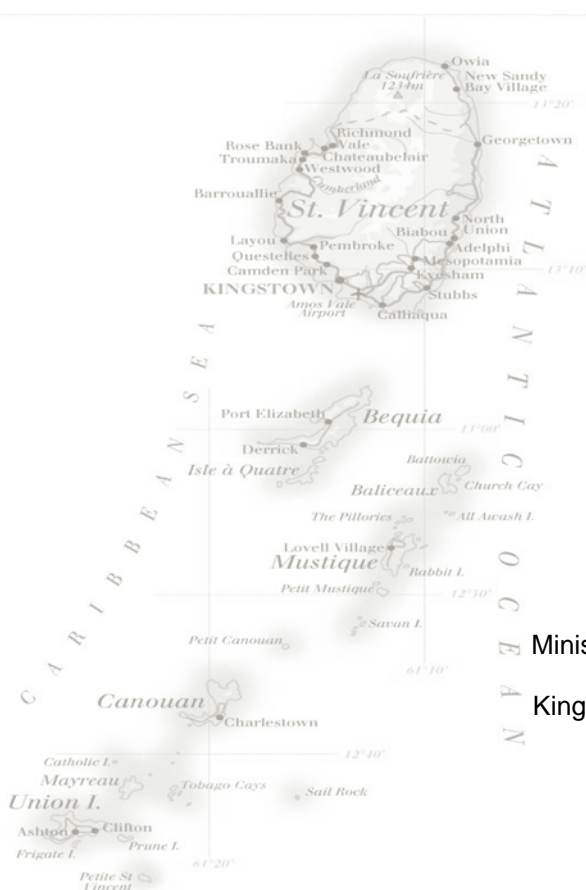 Owia
La Soufrière
1234m
New Sandy
Bay Village
13°20'
Richmond
Vale
Rose Bank
Troumaka
Chateaubelair
Westwood
Georgetown
Cumberland
Barrouallie
St. Vincent
North
Union
Biabou
Layou
Pembroke
Adelphi
Questelles
Mesopotamia
Camden Park
Evesham
13°10'
KINGSTOWN
Stubbs
Amos Vale
Airport
Calliaqua
ATLANTIC OCEAN
CARIBBEAN SEA
Port Elizabeth
Bequia
13°00'
Derrick
Isle à Quatre
Battowia
Baliceaux
Church Cay
The Pillories
All Awash I.
Lovell Village
Mustique
Rabbit I.
Petit Mustique
12°50'
Savan I.
Petit Canouan
Minis
61°10'
Canouan
King
Charlestown
12°40'
Catholic I.
Mayreau
Tobago Cays
Sail Rock
Union I.
Ashton
Clifton
Prune I.
Frigate I.
61°20'
Petite St
Vincent